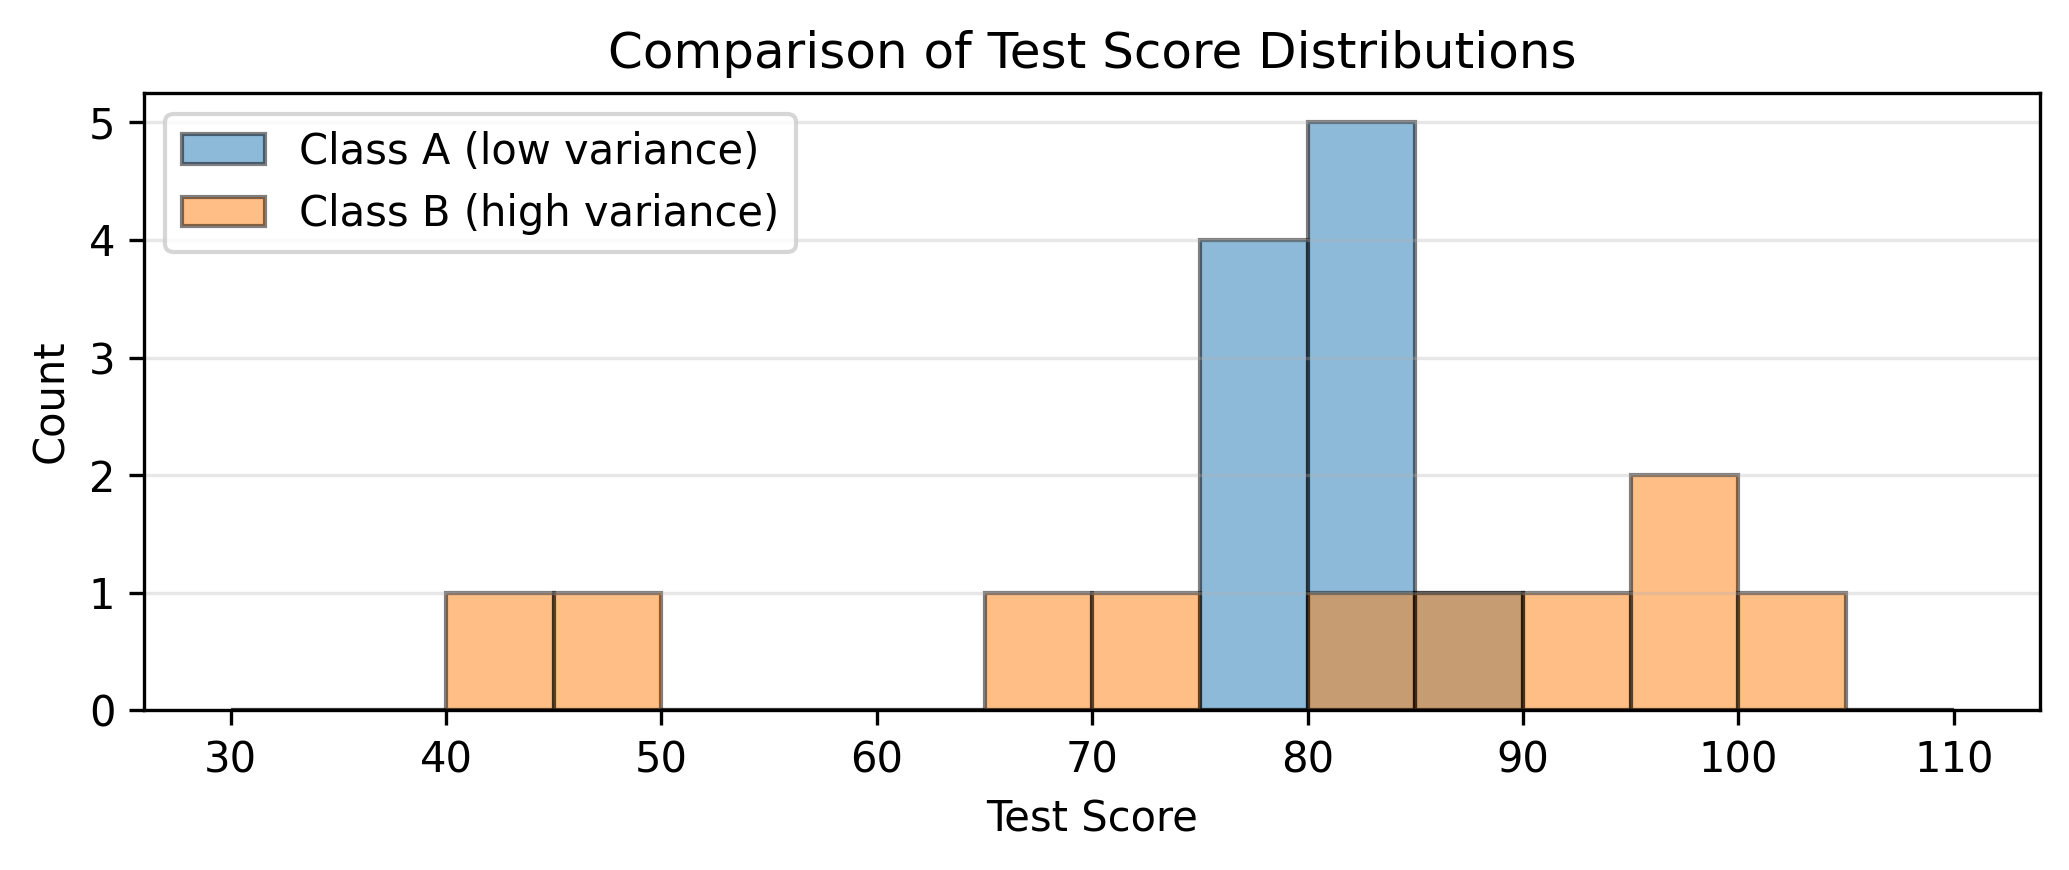 Comparison of Test Score Distributions
Class A (low variance)
Class B (high variance)
Count
5
4
3
2
1
0
30 40 50 60 70 80 90 100 110
Test Score